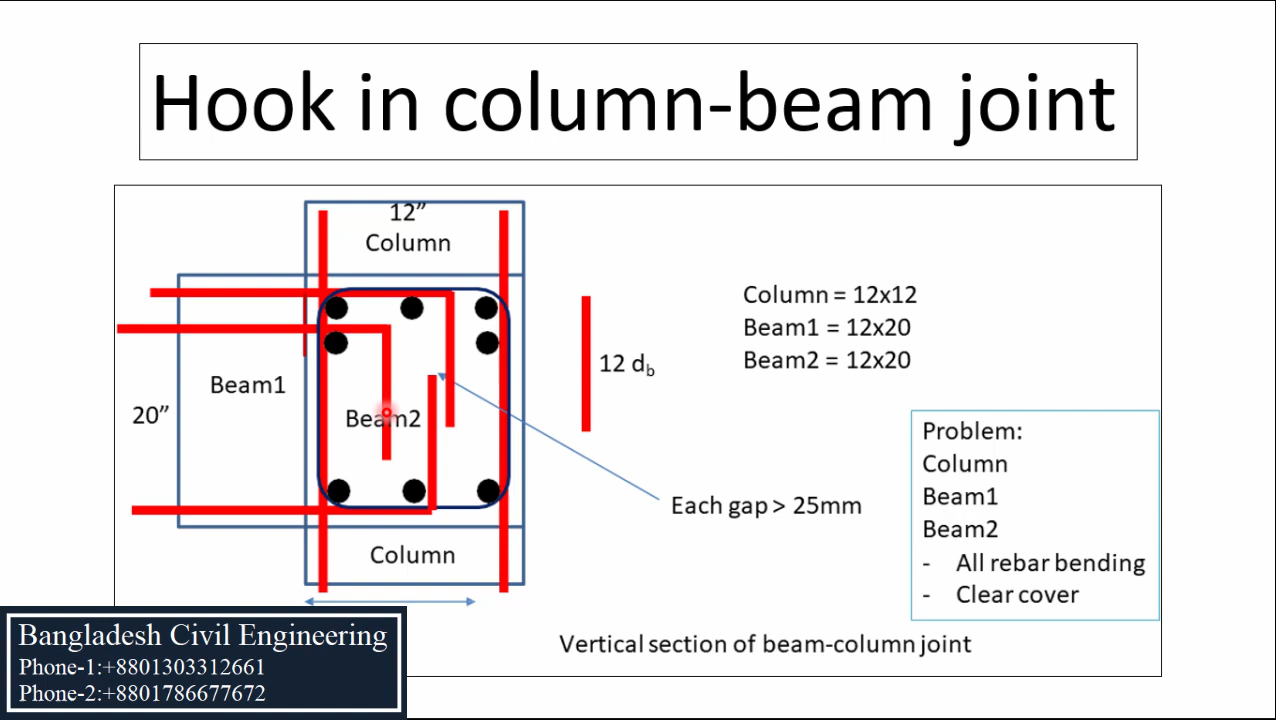 Hook in column-beam joint
12”
Column
Column = 12x12
Beam1 = 12x20
Beam2 = 12x20
12 db
Beam1
20”
Beam2
Problem:
Column
Beam1
Beam2
- All rebar bending
- Clear cover
Each gap > 25mm
Column
Vertical section of beam-column joint
Bangladesh Civil Engineering
Phone-1:+8801303312661
Phone-2:+8801786677672